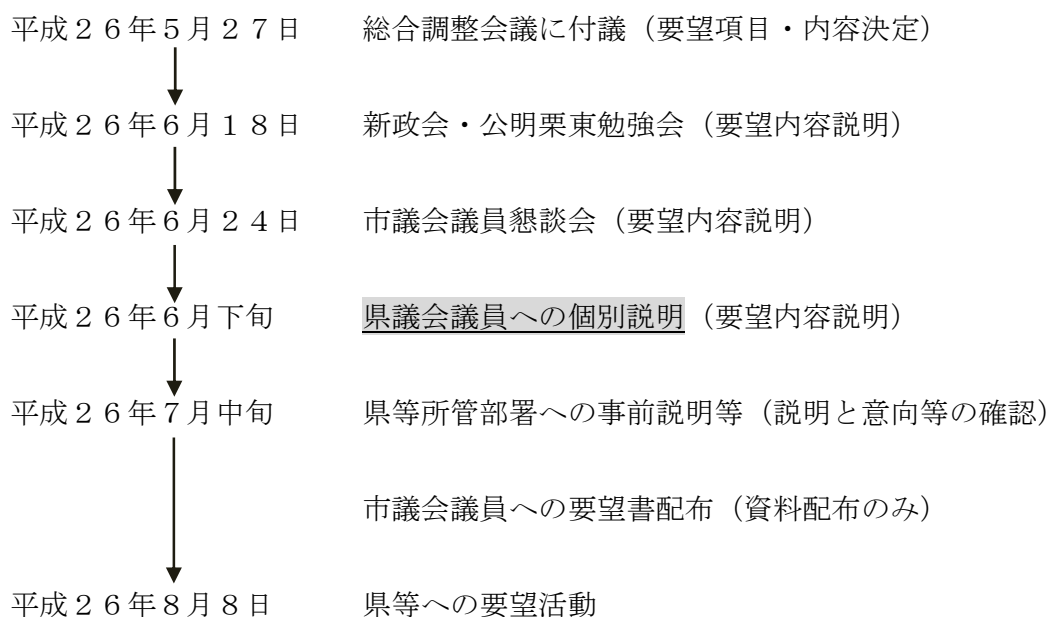 平成２６年５月２７日　総合調整会議に付議（要望項目・内容決定）
平成２６年６月１８日　新政会・公明栗東勉強会（要望内容説明）
平成２６年６月２４日　市議会議員懇談会（要望内容説明）
平成２６年６月下旬　県議会議員への個別説明（要望内容説明）
平成２６年７月中旬　県等所管部署への事前説明等（説明と意向等の確認）
市議会議員への要望書配布（資料配布のみ）
平成２６年８月８日　県等への要望活動